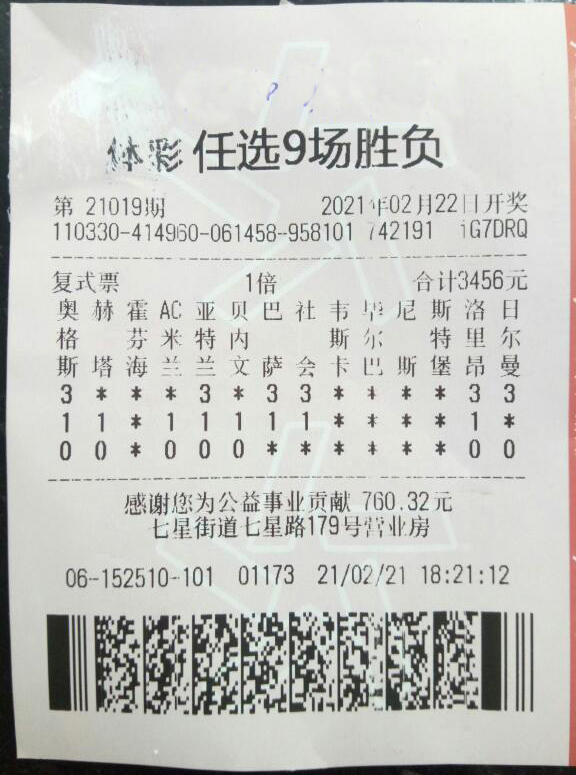 体彩 任选9场胜负
第 21019期 2021年02月22日开奖
110330-414960-061458-958101 742191 iG7DRQ
复式票 1倍 合计3456元
奥 赫 霍 AC 亚 贝 巴 社 韦 毕 尼 斯 洛 日
格 芬 米 特 内 斯 尔 特 里 尔
斯 塔 海 兰 兰 文 萨 会 卡 巴 斯 堡 昂 曼
3 * * * 3 * 3 3 * * * * 3 3
1 1 * 1 1 1 1 1 * * * * 1 *
0 0 * 0 0 0 * * * * * * 0 0
感谢您为公益事业贡献 760.32元
七星街道七星路179号营业房
06-152510-101 01173 21/02/21 18:21:12